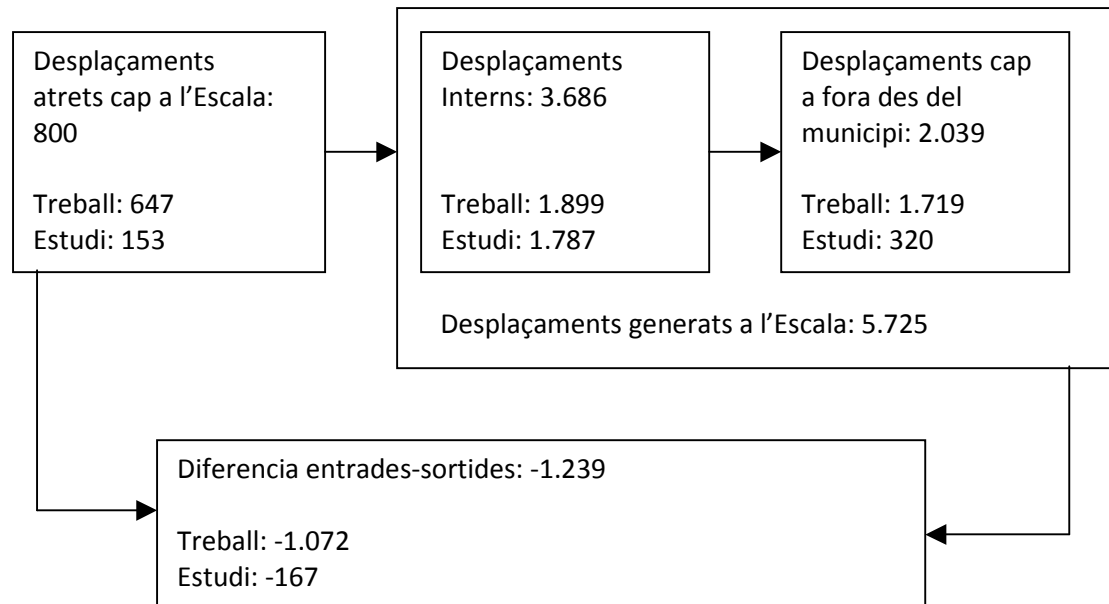 Desplaçaments
atrets cap a l’Escala:
800
Treball: 647
Estudi: 153
Desplaçaments
Interns: 3.686
Treball: 1.899
Estudi: 1.787
Desplaçaments cap
a fora des del
municipi: 2.039
Treball: 1.719
Estudi: 320
Desplaçaments generats a l’Escala: 5.725
Diferencia entrades-sortides: -1.239
Treball: -1.072
Estudi: -167